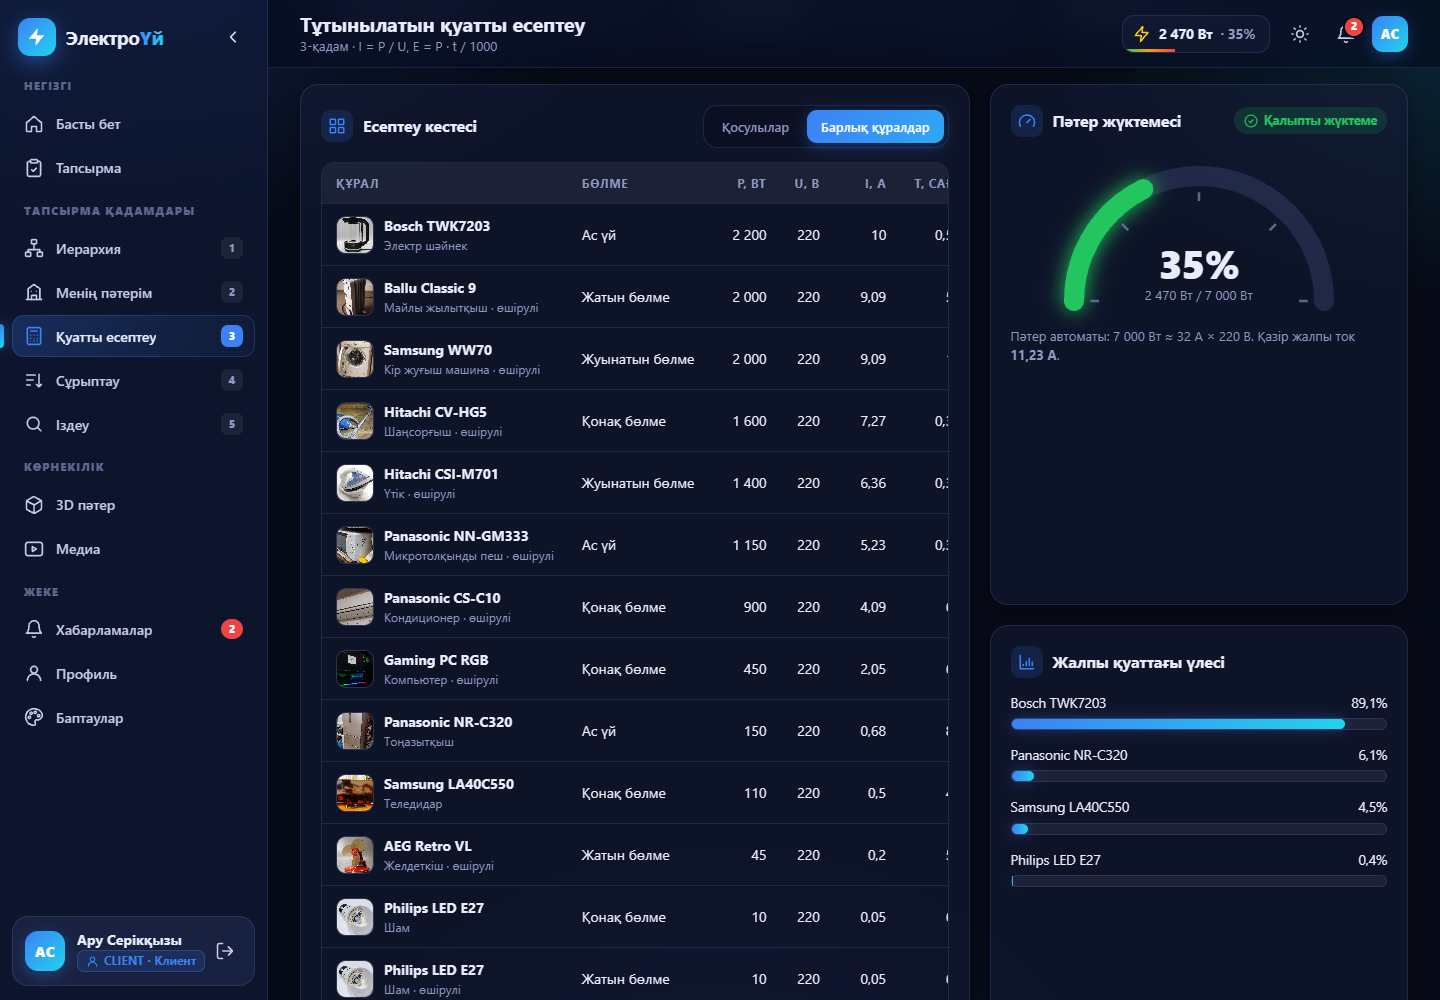 ЭлектроҮй
НЕГІЗГІ
Басты бет
Тапсырма
ТАПСЫРМА ҚАДАМДАРЫ
Иерархия 1
Менің пәтерім 2
Қуатты есептеу 3
Сұрыптау 4
Іздеу 5
КӨРНЕКІЛІК
3D пәтер
Медиа
ЖЕКЕ
Хабарламалар 2
Профиль
Баптаулар
АС
Ару Серікқызы
CLIENT · Клиент
Тұтынылатын қуатты есептеу
3-қадам · I = P / U, E = P · t / 1000
2 470 Вт · 35%
2
АС
Есептеу кестесі
Қосулылар
Барлық құралдар
ҚҰРАЛ БӨЛМЕ P, ВТ U, В I, А
Bosch TWK7203 Ас үй 2 200 220 10
Электр шәйнек
Ballu Classic 9 Жатын бөлме 2 000 220 9,09
Майлы жылытқыш · өшірулі
Samsung WW70 Жуынатын бөлме 2 000 220 9,09
Кір жуғыш машина · өшірулі
Hitachi CV-HG5 Қонақ бөлме 1 600 220 7,27
Шаңсорғыш · өшірулі
Hitachi CSI-M701 Жуынатын бөлме 1 400 220 6,36
Үтік · өшірулі
Panasonic NN-GM333 Ас үй 1 150 220 5,23
Микротолқынды пеш · өшірулі
Panasonic CS-C10 Қонақ бөлме 900 220 4,09
Кондиционер · өшірулі
Gaming PC RGB Қонақ бөлме 450 220 2,05
Компьютер · өшірулі
Panasonic NR-C320 Ас үй 150 220 0,68
Тоңазытқыш
Samsung LA40C550 Қонақ бөлме 110 220 0,5
Теледидар
AEG Retro VL Жатын бөлме 45 220 0,2
Желдеткіш · өшірулі
Philips LED E27 Қонақ бөлме 10 220 0,05
Шам
Philips LED E27 Жатын бөлме 10 220 0,05
Шам · өшірулі
Пәтер жүктемесі
Қалыпты жүктеме
35%
2 470 Вт / 7 000 Вт
Пәтер автоматы: 7 000 Вт ≈ 32 А × 220 В. Қазір жалпы ток
11,23 А.
Жалпы қуаттағы үлесі
Bosch TWK7203 89,1%
Panasonic NR-C320 6,1%
Samsung LA40C550 4,5%
Philips LED E27 0,4%